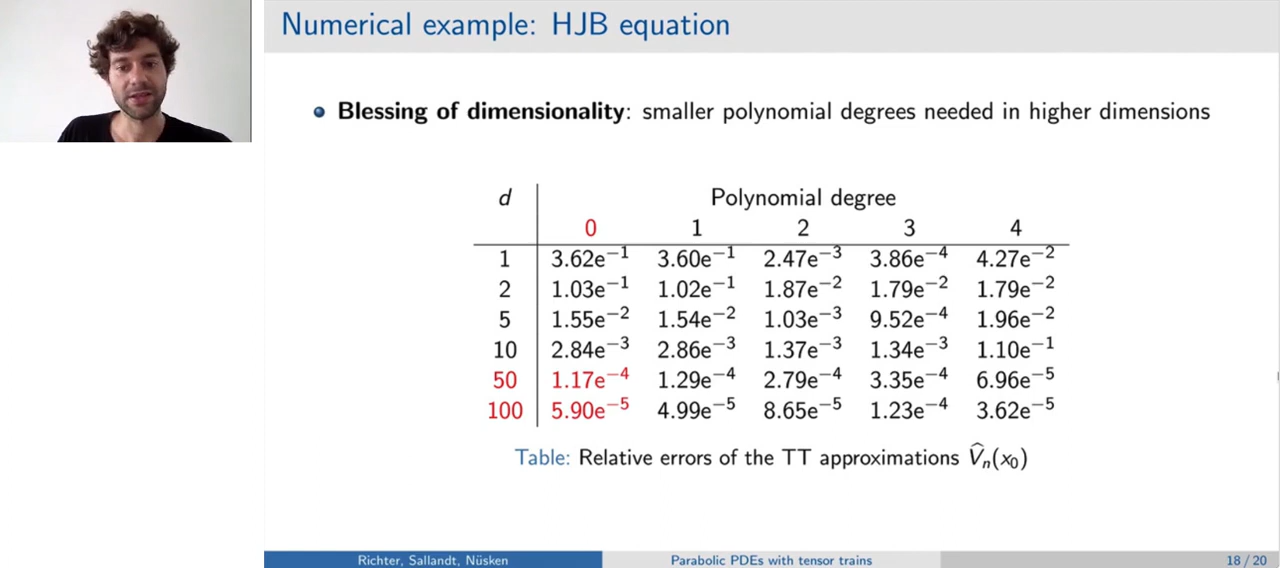 Numerical example: HJB equation
Blessing of dimensionality: smaller polynomial degrees needed in higher dimensions
d Polynomial degree
0 1 2 3 4
1 3.62e⁻¹ 3.60e⁻¹ 2.47e⁻³ 3.86e⁻⁴ 4.27e⁻²
2 1.03e⁻¹ 1.02e⁻¹ 1.87e⁻² 1.79e⁻² 1.79e⁻²
5 1.55e⁻² 1.54e⁻² 1.03e⁻³ 9.52e⁻⁴ 1.96e⁻²
10 2.84e⁻³ 2.86e⁻³ 1.37e⁻³ 1.34e⁻³ 1.10e⁻¹
50 1.17e⁻⁴ 1.29e⁻⁴ 2.79e⁻⁴ 3.35e⁻⁴ 6.96e⁻⁵
100 5.90e⁻⁵ 4.99e⁻⁵ 8.65e⁻⁵ 1.23e⁻⁴ 3.62e⁻⁵
Table: Relative errors of the TT approximations V̂ₙ(x₀)
Richter, Sallandt, Nüsken Parabolic PDEs with tensor trains 18 / 20